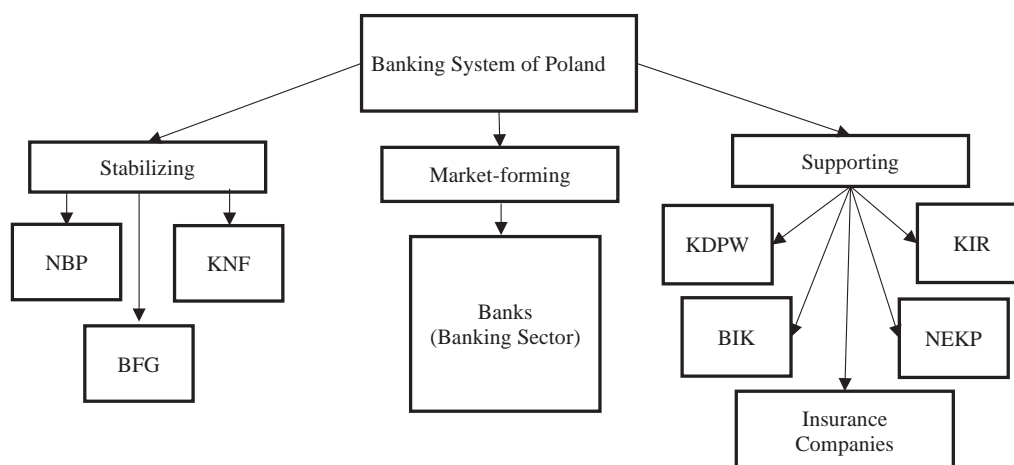 Banking System of Poland
Stabilizing
Market-forming
Supporting
NBP
KNF
BFG
Banks
(Banking Sector)
KDPW
KIR
BIK
NEKP
Insurance
Companies